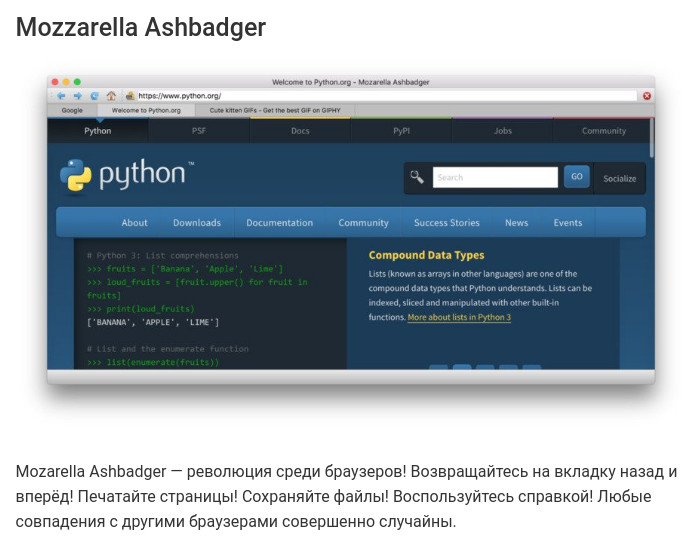 Mozzarella Ashbadger
Welcome to Python.org - Mozarella Ashbadger
https://www.python.org/
Google Welcome to Python.org Cute kitten GIFs - Get the best GIF on GIPHY
Python PSF Docs PyPI Jobs Community
python™ Search GO Socialize
About Downloads Documentation Community Success Stories News Events
# Python 3: List comprehensions
>>> fruits = ['Banana', 'Apple', 'Lime']
>>> loud_fruits = [fruit.upper() for fruit in
fruits]
>>> print(loud_fruits)
['BANANA', 'APPLE', 'LIME']
# List and the enumerate function
>>> list(enumerate(fruits))
Compound Data Types
Lists (known as arrays in other languages) are one of the
compound data types that Python understands. Lists can be
indexed, sliced and manipulated with other built-in
functions. More about lists in Python 3
Mozarella Ashbadger — революция среди браузеров! Возвращайтесь на вкладку назад и
вперёд! Печатайте страницы! Сохраняйте файлы! Воспользуйтесь справкой! Любые
совпадения с другими браузерами совершенно случайны.